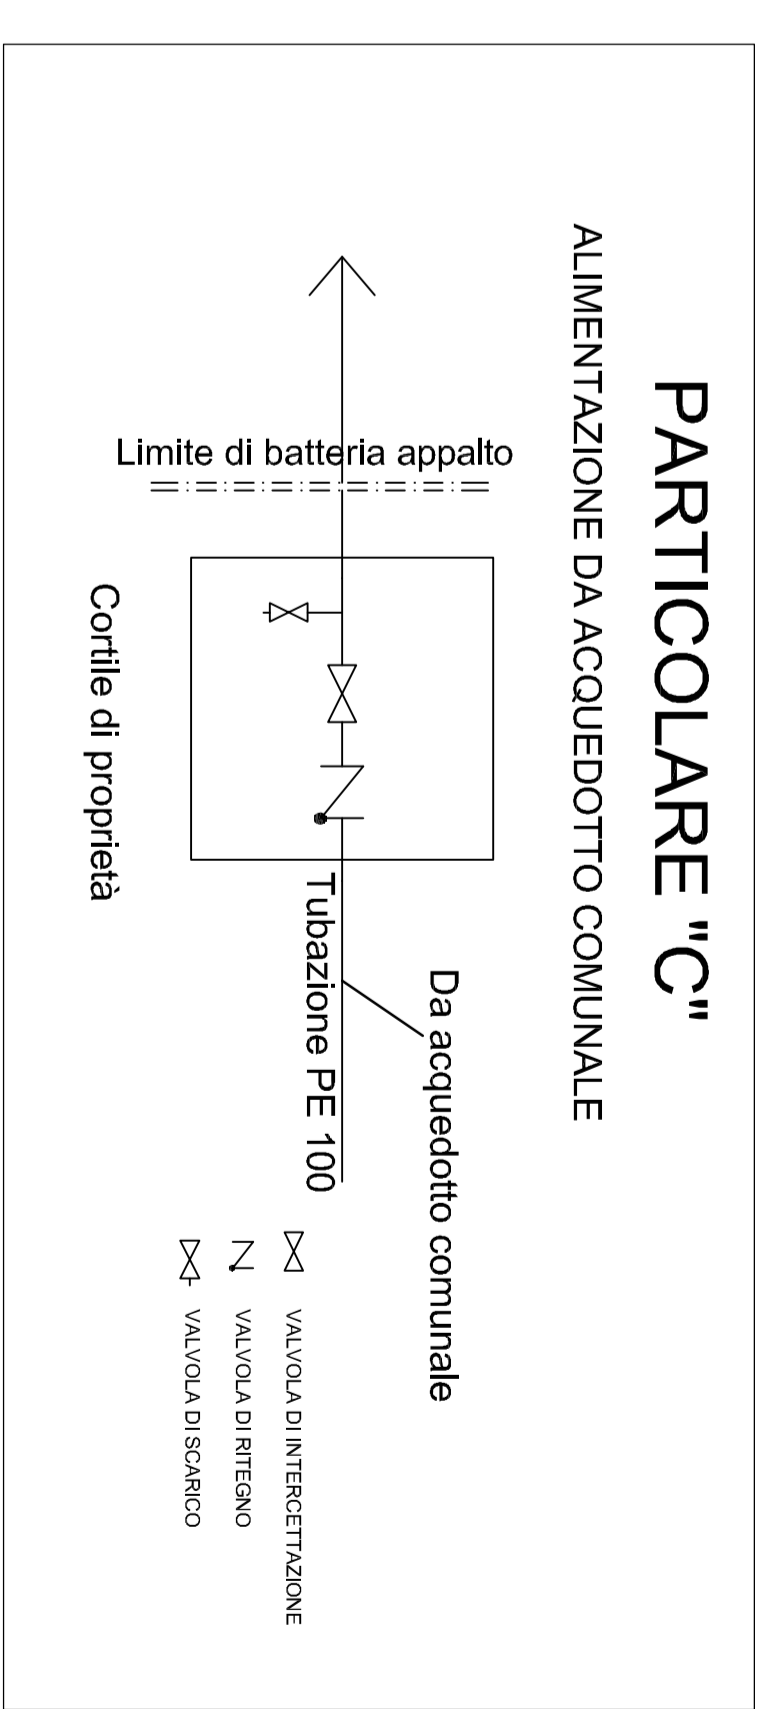 PARTICOLARE "C"
ALIMENTAZIONE DA ACQUEDOTTO COMUNALE
Limite di batteria appalto
Da acquedotto comunale
Tubazione PE 100
Cortile di proprietà
VALVOLA DI INTERCETTAZIONE
VALVOLA DI RITEGNO
VALVOLA DI SCARICO